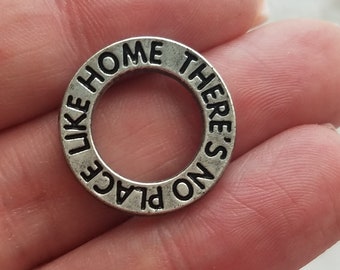 THERE'S NO PLACE LIKE HOME